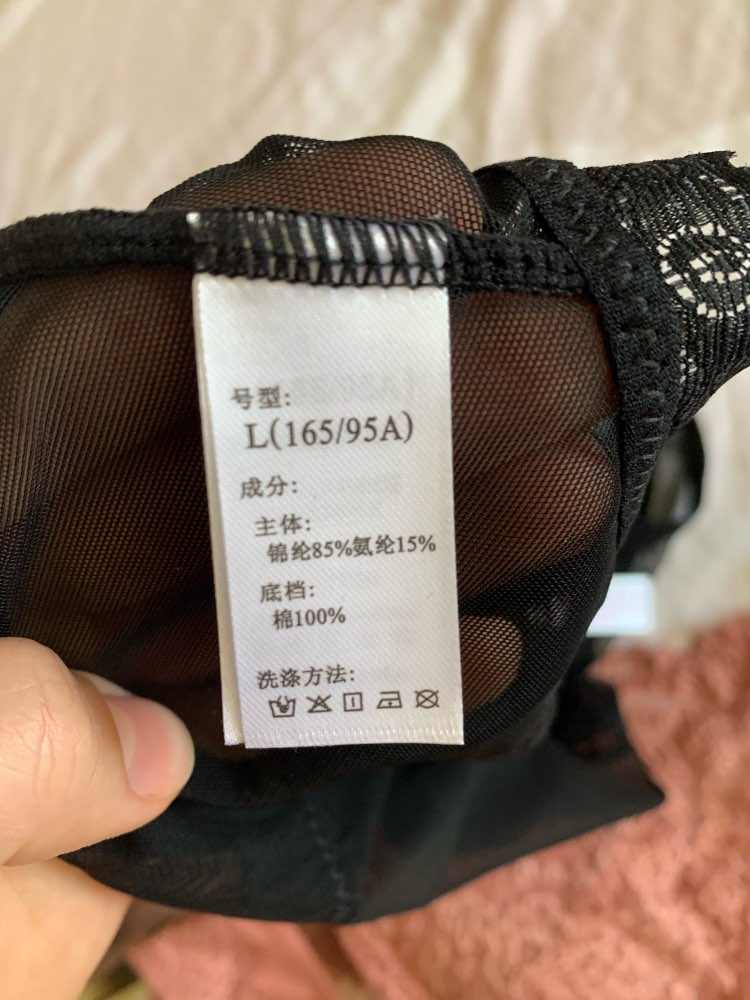 号型:
L(165/95A)
成分:
主体:
锦纶85%氨纶15%
底档:
棉100%
洗涤方法: